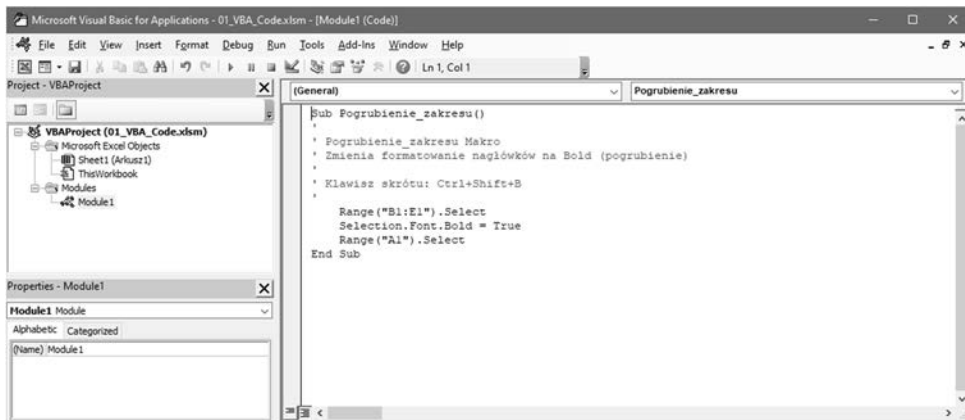 Microsoft Visual Basic for Applications - 01_VBA_Code.xlsm - [Module1 (Code)]
File Edit View Insert Format Debug Run Tools Add-Ins Window Help
Ln 1, Col 1
Project - VBAProject
VBAProject (01_VBA_Code.xlsm)
Microsoft Excel Objects
Sheet1 (Arkusz1)
ThisWorkbook
Modules
Module1
Properties - Module1
Module1 Module
Alphabetic Categorized
(Name) Module1
(General) Pogrubienie_zakresu
Sub Pogrubienie_zakresu()
'
' Pogrubienie_zakresu Makro
' Zmienia formatowanie nagłówków na Bold (pogrubienie)
'
' Klawisz skrótu: Ctrl+Shift+B
'
Range("B1:E1").Select
Selection.Font.Bold = True
Range("A1").Select
End Sub